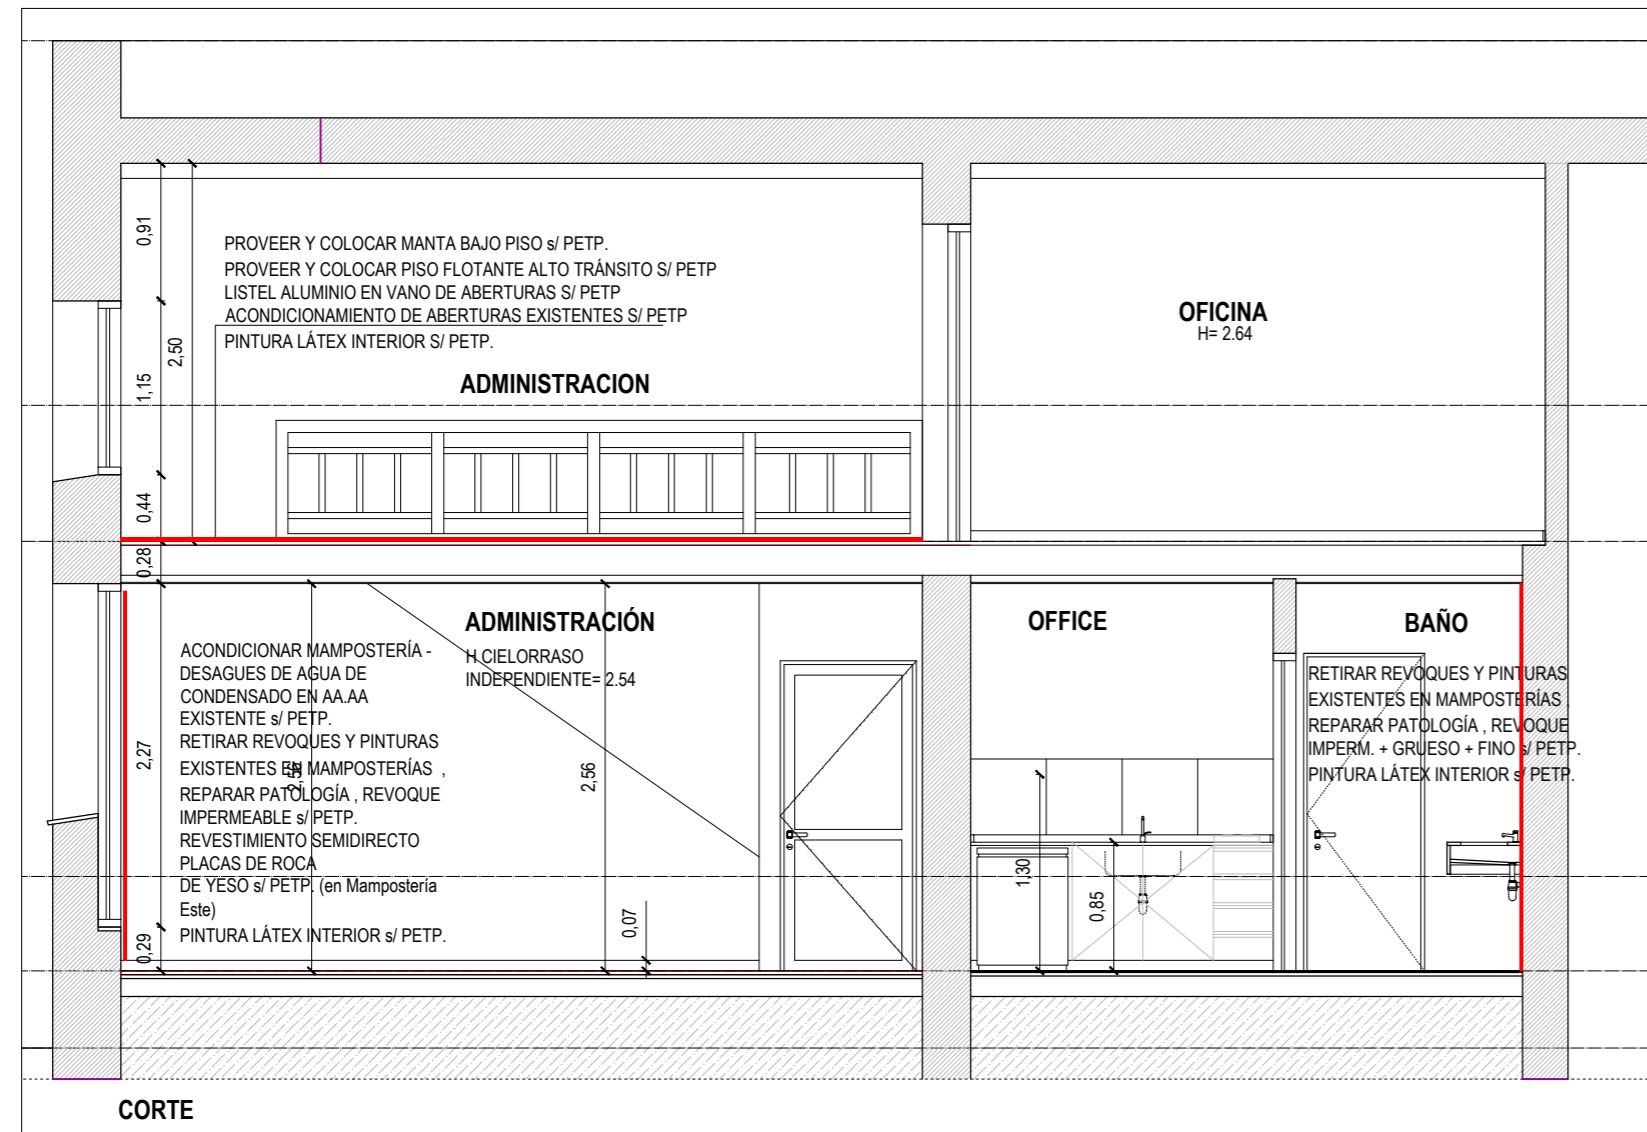 0,91
1,15
2,50
0,44
0,28
PROVEER Y COLOCAR MANTA BAJO PISO s/ PETP.
PROVEER Y COLOCAR PISO FLOTANTE ALTO TRÁNSITO S/ PETP
LISTEL ALUMINIO EN VANO DE ABERTURAS S/ PETP
ACONDICIONAMIENTO DE ABERTURAS EXISTENTES S/ PETP
PINTURA LÁTEX INTERIOR S/ PETP.
ADMINISTRACION
OFICINA
H= 2.64
ADMINISTRACIÓN
H CIELORRASO
INDEPENDIENTE= 2.54
ACONDICIONAR MAMPOSTERÍA -
DESAGUES DE AGUA DE
CONDENSADO EN AA.AA
EXISTENTE s/ PETP.
RETIRAR REVOQUES Y PINTURAS
EXISTENTES EN MAMPOSTERÍAS ,
REPARAR PATOLOGÍA , REVOQUE
IMPERMEABLE s/ PETP.
REVESTIMIENTO SEMIDIRECTO
PLACAS DE ROCA
DE YESO s/ PETP. (en Mampostería
Este)
PINTURA LÁTEX INTERIOR s/ PETP.
2,27
0,29
2,56
0,07
OFFICE
1,30
0,85
BAÑO
RETIRAR REVOQUES Y PINTURAS
EXISTENTES EN MAMPOSTERÍAS ,
REPARAR PATOLOGÍA , REVOQUE
IMPERM. + GRUESO + FINO s/ PETP.
PINTURA LÁTEX INTERIOR s/ PETP.
CORTE